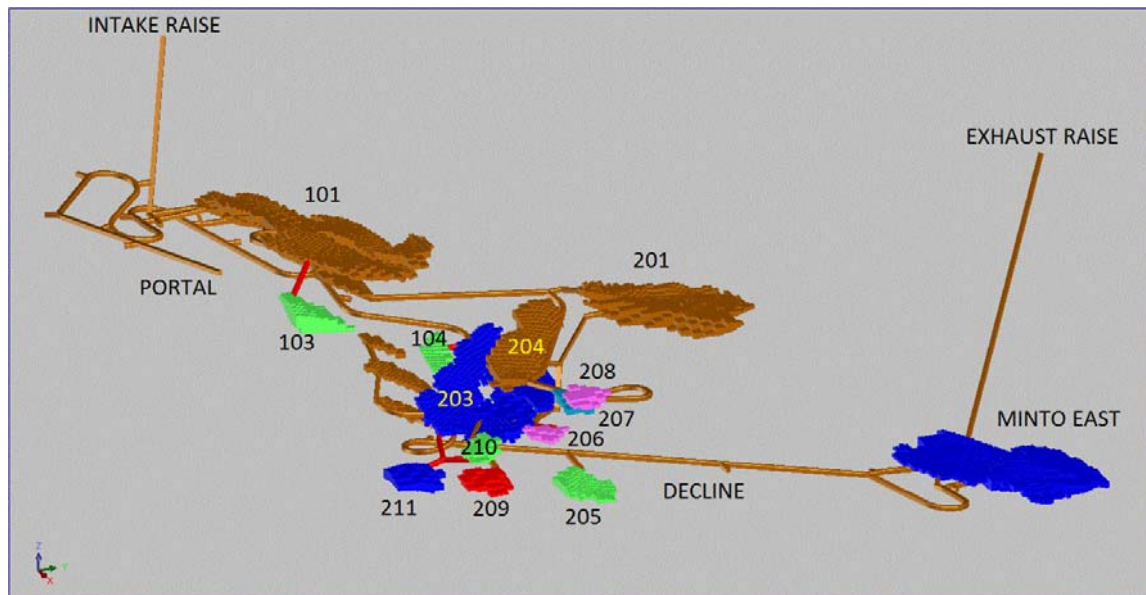 INTAKE RAISE
EXHAUST RAISE
101
201
PORTAL
103
104
204
208
203
207
206
MINTO EAST
210
DECLINE
211
209
205
Z
Y
X